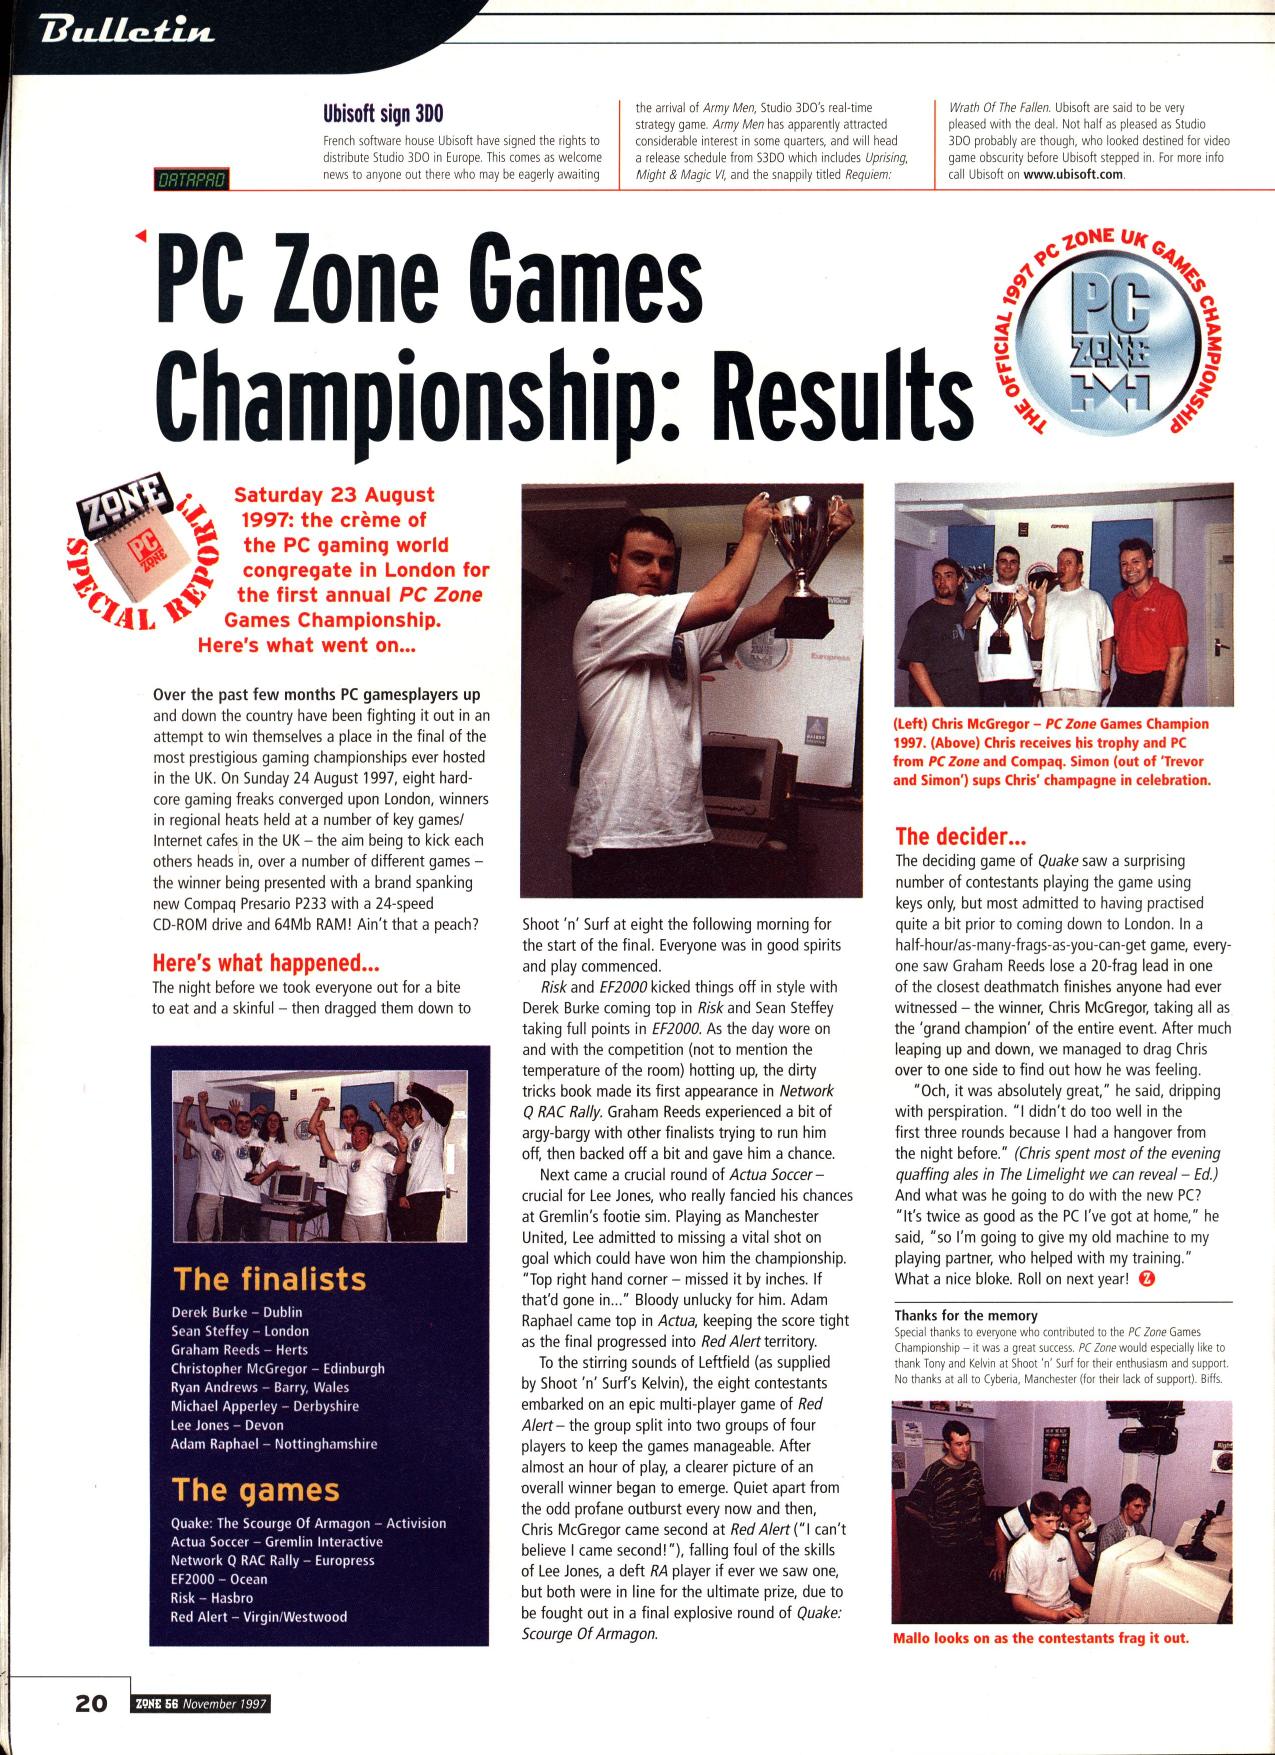 Bulletin
Ubisoft sign 3DO
French software house Ubisoft have signed the rights to
distribute Studio 3DO in Europe. This comes as welcome
news to anyone out there who may be eagerly awaiting
the arrival of Army Men, Studio 3DO's real-time
strategy game. Army Men has apparently attracted
considerable interest in some quarters, and will head
a release schedule from S3DO which includes Uprising,
Might & Magic VI, and the snappily titled Requiem:
Wrath Of The Fallen. Ubisoft are said to be very
pleased with the deal. Not half as pleased as Studio
3DO probably are though, who looked destined for video
game obscurity before Ubisoft stepped in. For more info
call Ubisoft on www.ubisoft.com.
DATAPAD
PC Zone Games
Championship: Results
THE OFFICIAL 1997 PC ZONE UK GAMES CHAMPIONSHIP
PC
ZONE
ZONE
PC
ZONE
SPECIAL REPORT!
Saturday 23 August
1997: the crème of
the PC gaming world
congregate in London for
the first annual PC Zone
Games Championship.
Here's what went on...
Over the past few months PC gamesplayers up
and down the country have been fighting it out in an
attempt to win themselves a place in the final of the
most prestigious gaming championships ever hosted
in the UK. On Sunday 24 August 1997, eight hard-
core gaming freaks converged upon London, winners
in regional heats held at a number of key games/
Internet cafes in the UK – the aim being to kick each
others heads in, over a number of different games –
the winner being presented with a brand spanking
new Compaq Presario P233 with a 24-speed
CD-ROM drive and 64Mb RAM! Ain't that a peach?
Here's what happened...
The night before we took everyone out for a bite
to eat and a skinful – then dragged them down to
The finalists
Derek Burke – Dublin
Sean Steffey – London
Graham Reeds – Herts
Christopher McGregor – Edinburgh
Ryan Andrews – Barry, Wales
Michael Apperley – Derbyshire
Lee Jones – Devon
Adam Raphael – Nottinghamshire
The games
Quake: The Scourge Of Armagon – Activision
Actua Soccer – Gremlin Interactive
Network Q RAC Rally – Europress
EF2000 – Ocean
Risk – Hasbro
Red Alert – Virgin/Westwood
Europress
Shoot 'n' Surf at eight the following morning for
the start of the final. Everyone was in good spirits
and play commenced.
Risk and EF2000 kicked things off in style with
Derek Burke coming top in Risk and Sean Steffey
taking full points in EF2000. As the day wore on
and with the competition (not to mention the
temperature of the room) hotting up, the dirty
tricks book made its first appearance in Network
Q RAC Rally. Graham Reeds experienced a bit of
argy-bargy with other finalists trying to run him
off, then backed off a bit and gave him a chance.
Next came a crucial round of Actua Soccer –
crucial for Lee Jones, who really fancied his chances
at Gremlin's footie sim. Playing as Manchester
United, Lee admitted to missing a vital shot on
goal which could have won him the championship.
"Top right hand corner – missed it by inches. If
that'd gone in..." Bloody unlucky for him. Adam
Raphael came top in Actua, keeping the score tight
as the final progressed into Red Alert territory.
To the stirring sounds of Leftfield (as supplied
by Shoot 'n' Surf's Kelvin), the eight contestants
embarked on an epic multi-player game of Red
Alert – the group split into two groups of four
players to keep the games manageable. After
almost an hour of play, a clearer picture of an
overall winner began to emerge. Quiet apart from
the odd profane outburst every now and then,
Chris McGregor came second at Red Alert ("I can't
believe I came second!"), falling foul of the skills
of Lee Jones, a deft RA player if ever we saw one,
but both were in line for the ultimate prize, due to
be fought out in a final explosive round of Quake:
Scourge Of Armagon.
(Left) Chris McGregor – PC Zone Games Champion
1997. (Above) Chris receives his trophy and PC
from PC Zone and Compaq. Simon (out of 'Trevor
and Simon') sups Chris' champagne in celebration.
The decider...
The deciding game of Quake saw a surprising
number of contestants playing the game using
keys only, but most admitted to having practised
quite a bit prior to coming down to London. In a
half-hour/as-many-frags-as-you-can-get game, every-
one saw Graham Reeds lose a 20-frag lead in one
of the closest deathmatch finishes anyone had ever
witnessed – the winner, Chris McGregor, taking all as
the 'grand champion' of the entire event. After much
leaping up and down, we managed to drag Chris
over to one side to find out how he was feeling.
"Och, it was absolutely great," he said, dripping
with perspiration. "I didn't do too well in the
first three rounds because I had a hangover from
the night before." (Chris spent most of the evening
quaffing ales in The Limelight we can reveal – Ed.)
And what was he going to do with the new PC?
"It's twice as good as the PC I've got at home," he
said, "so I'm going to give my old machine to my
playing partner, who helped with my training."
What a nice bloke. Roll on next year! Z
Thanks for the memory
Special thanks to everyone who contributed to the PC Zone Games
Championship – it was a great success. PC Zone would especially like to
thank Tony and Kelvin at Shoot 'n' Surf for their enthusiasm and support.
No thanks at all to Cyberia, Manchester (for their lack of support). Biffs.
Mallo looks on as the contestants frag it out.
20
ZONE 56 November 1997